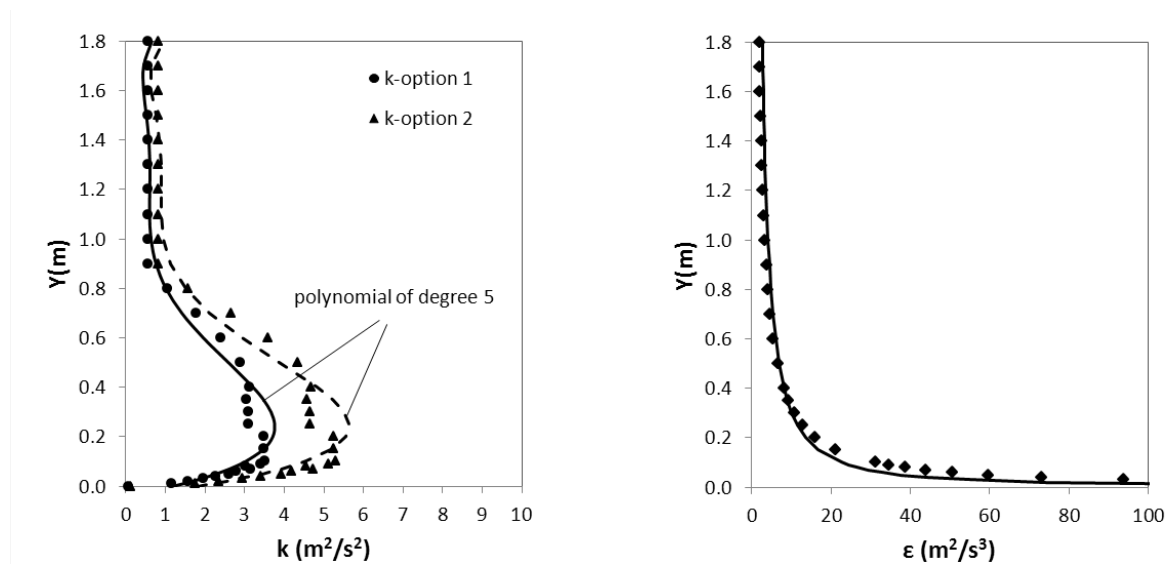 1.8
1.6
1.4
1.2
1.0
0.8
0.6
0.4
0.2
0.0
Y(m)
k-option 1
k-option 2
polynomial of degree 5
0 1 2 3 4 5 6 7 8 9 10
k (m²/s²)
1.8
1.6
1.4
1.2
1.0
0.8
0.6
0.4
0.2
0.0
Y(m)
0 20 40 60 80 100
ε (m²/s³)